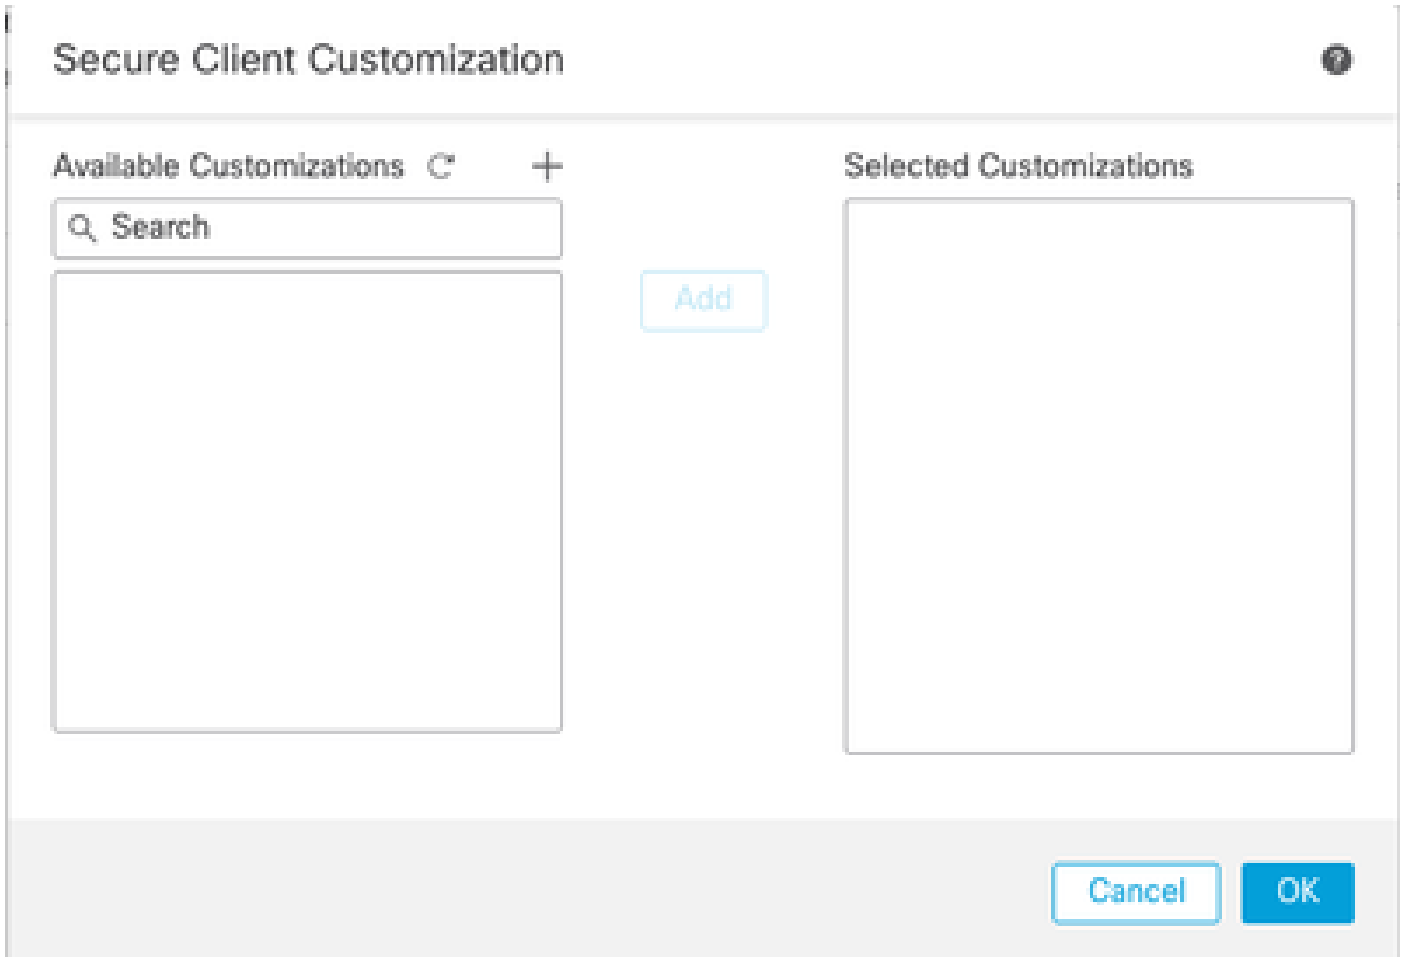 Secure Client Customization
?
Available Customizations
Search
Add
Selected Customizations
Cancel
OK